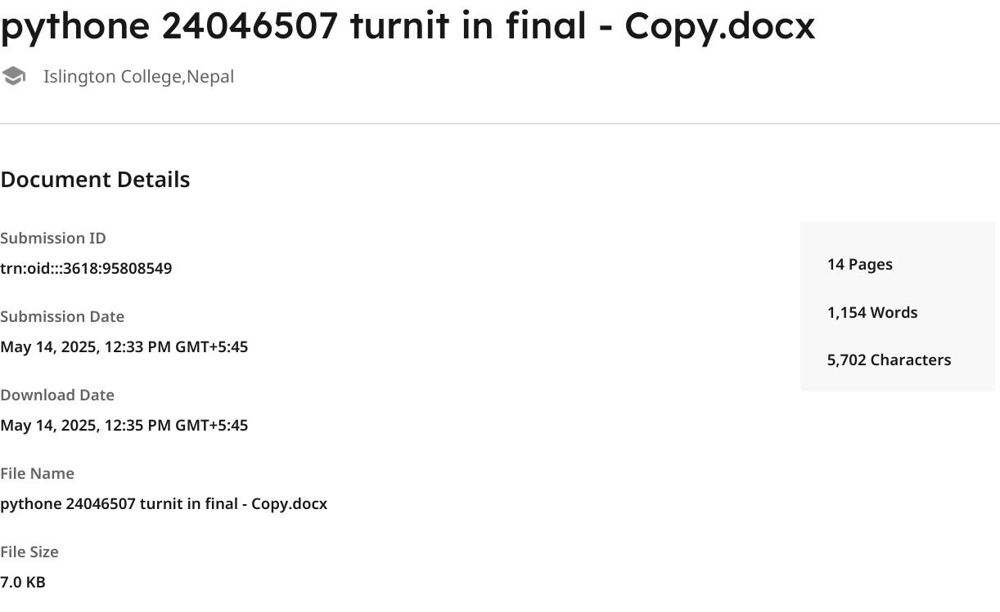 pythone 24046507 turnit in final - Copy.docx
Islington College,Nepal
Document Details
Submission ID
trn:oid:::3618:95808549
Submission Date
May 14, 2025, 12:33 PM GMT+5:45
Download Date
May 14, 2025, 12:35 PM GMT+5:45
File Name
pythone 24046507 turnit in final - Copy.docx
File Size
7.0 KB
14 Pages
1,154 Words
5,702 Characters